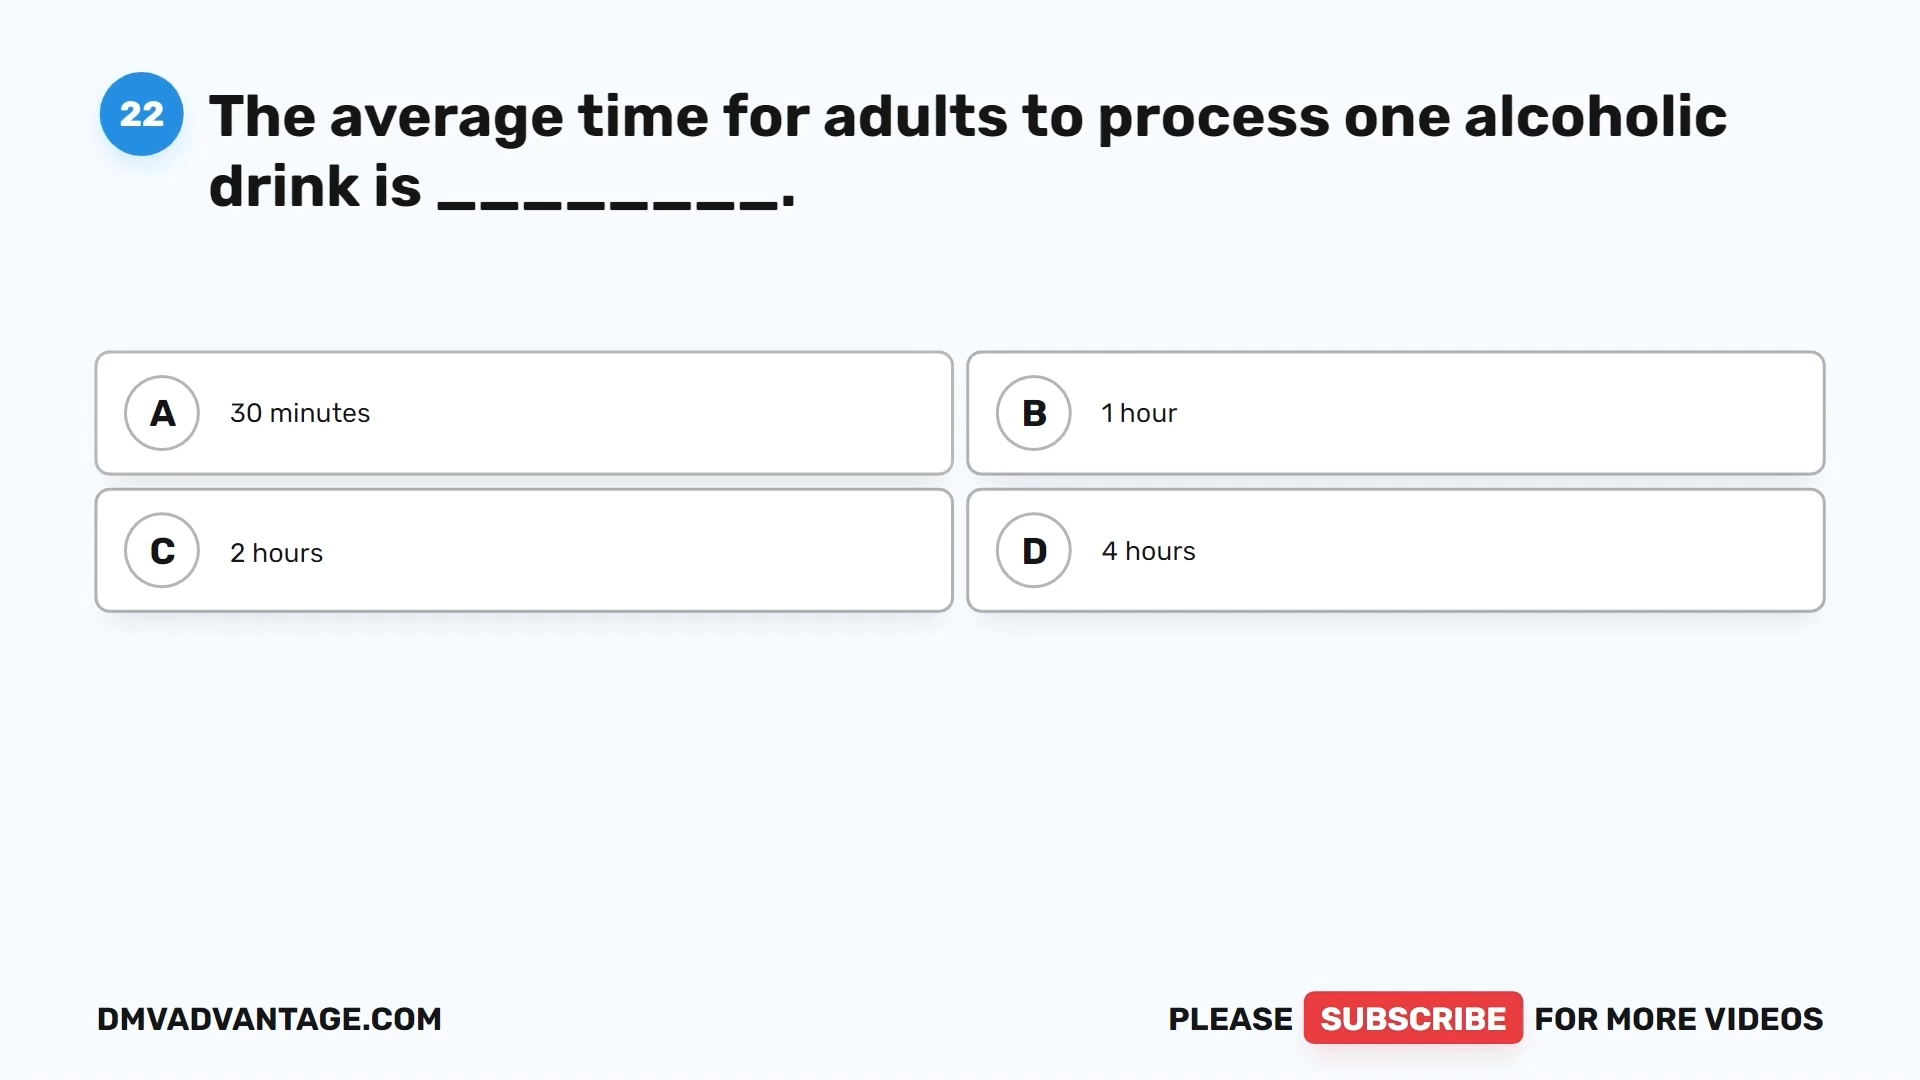 22
The average time for adults to process one alcoholic
drink is ________.
A 30 minutes
B 1 hour
C 2 hours
D 4 hours
DMVADVANTAGE.COM
PLEASE SUBSCRIBE FOR MORE VIDEOS